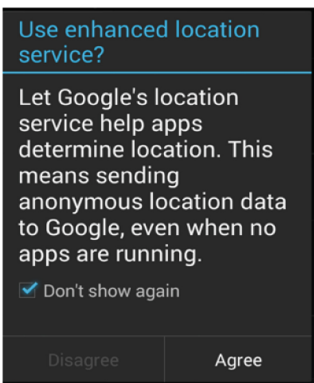 Use enhanced location
service?
Let Google's location
service help apps
determine location. This
means sending
anonymous location data
to Google, even when no
apps are running.
Don't show again
Disagree
Agree